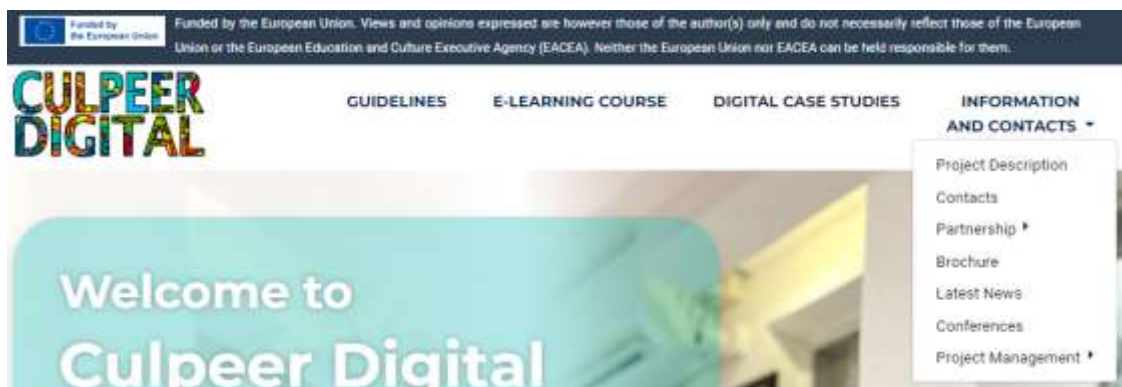 Funded by
the European Union
Funded by the European Union. Views and opinions expressed are however those of the author(s) only and do not necessarily reflect those of the European
Union or the European Education and Culture Executive Agency (EACEA). Neither the European Union nor EACEA can be held responsible for them.
CULPEER
DIGITAL
GUIDELINES
E-LEARNING COURSE
DIGITAL CASE STUDIES
INFORMATION
AND CONTACTS
Project Description
Contacts
Partnership
Brochure
Latest News
Conferences
Project Management
Welcome to
Culpeer Digital